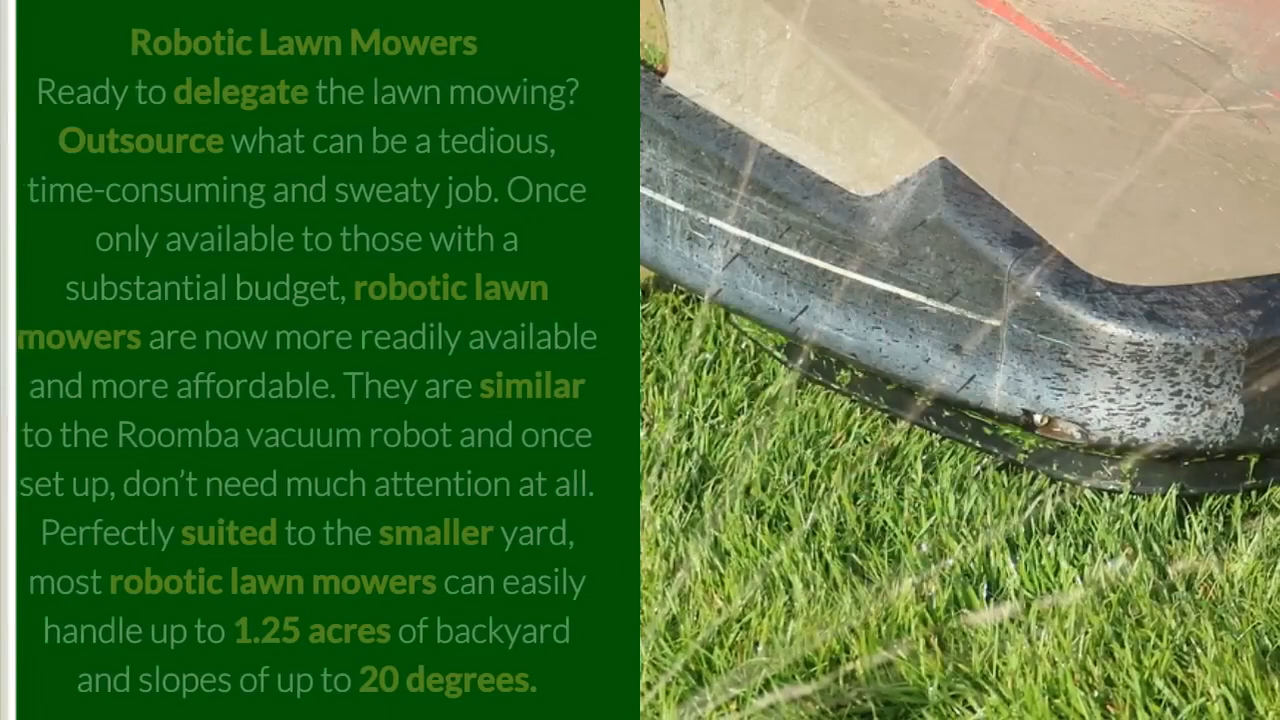 Robotic Lawn Mowers
Ready to delegate the lawn mowing?
Outsource what can be a tedious,
time-consuming and sweaty job. Once
only available to those with a
substantial budget, robotic lawn
mowers are now more readily available
and more affordable. They are similar
to the Roomba vacuum robot and once
set up, don’t need much attention at all.
Perfectly suited to the smaller yard,
most robotic lawn mowers can easily
handle up to 1.25 acres of backyard
and slopes of up to 20 degrees.